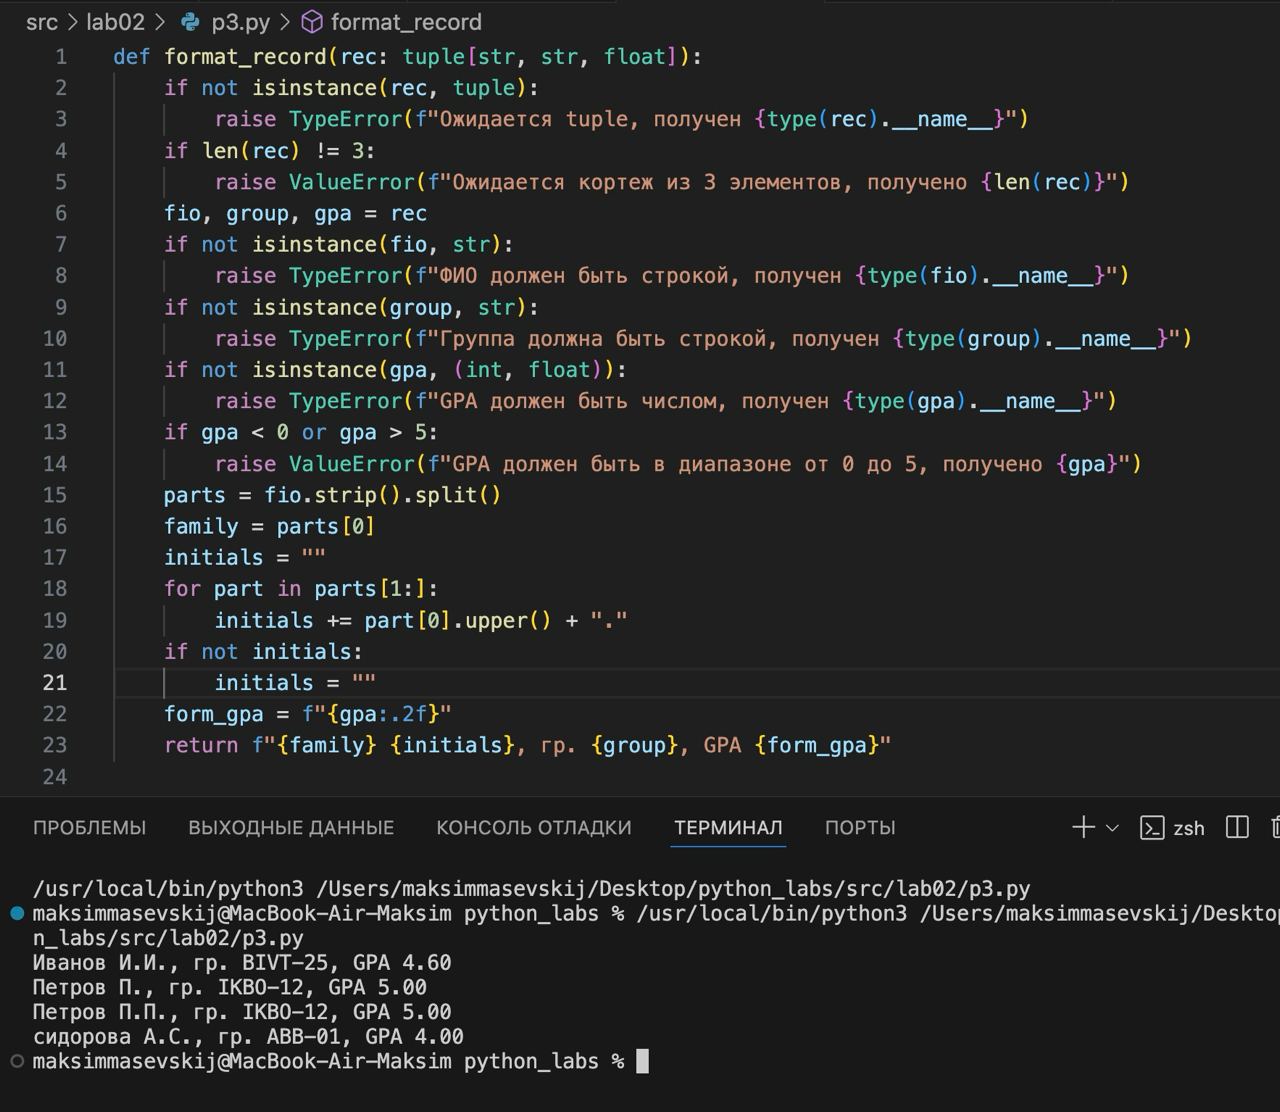 src > lab02 > p3.py > format_record
1 def format_record(rec: tuple[str, str, float]):
2 if not isinstance(rec, tuple):
3 raise TypeError(f"Ожидается tuple, получен {type(rec).__name__}")
4 if len(rec) != 3:
5 raise ValueError(f"Ожидается кортеж из 3 элементов, получено {len(rec)}")
6 fio, group, gpa = rec
7 if not isinstance(fio, str):
8 raise TypeError(f"ФИО должен быть строкой, получен {type(fio).__name__}")
9 if not isinstance(group, str):
10 raise TypeError(f"Группа должна быть строкой, получен {type(group).__name__}")
11 if not isinstance(gpa, (int, float)):
12 raise TypeError(f"GPA должен быть числом, получен {type(gpa).__name__}")
13 if gpa < 0 or gpa > 5:
14 raise ValueError(f"GPA должен быть в диапазоне от 0 до 5, получено {gpa}")
15 parts = fio.strip().split()
16 family = parts[0]
17 initials = ""
18 for part in parts[1:]:
19 initials += part[0].upper() + "."
20 if not initials:
21 initials = ""
22 form_gpa = f"{gpa:.2f}"
23 return f"{family} {initials}, гр. {group}, GPA {form_gpa}"
24
ПРОБЛЕМЫ ВЫХОДНЫЕ ДАННЫЕ КОНСОЛЬ ОТЛАДКИ ТЕРМИНАЛ ПОРТЫ zsh
/usr/local/bin/python3 /Users/maksimmasevskij/Desktop/python_labs/src/lab02/p3.py
maksimmasevskij@MacBook-Air-Maksim python_labs % /usr/local/bin/python3 /Users/maksimmasevskij/Deskto
n_labs/src/lab02/p3.py
Иванов И.И., гр. BIVT-25, GPA 4.60
Петров П., гр. IKBO-12, GPA 5.00
Петров П.П., гр. IKBO-12, GPA 5.00
сидорова А.С., гр. ABB-01, GPA 4.00
maksimmasevskij@MacBook-Air-Maksim python_labs %